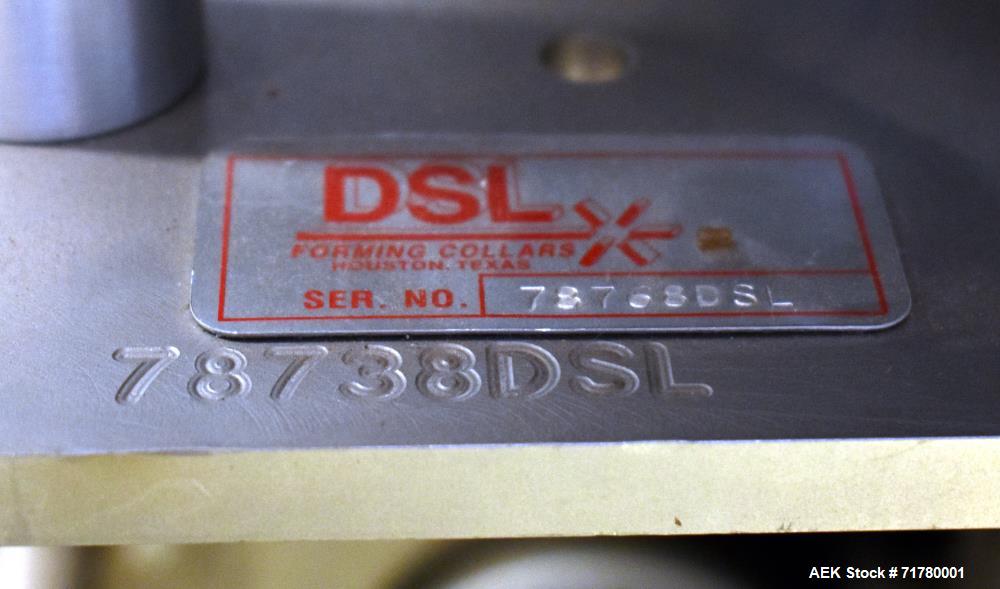 DSL
FORMING COLLARS
HOUSTON, TEXAS
SER. NO. 78768DSL
78738DSL
AEK Stock # 71780001